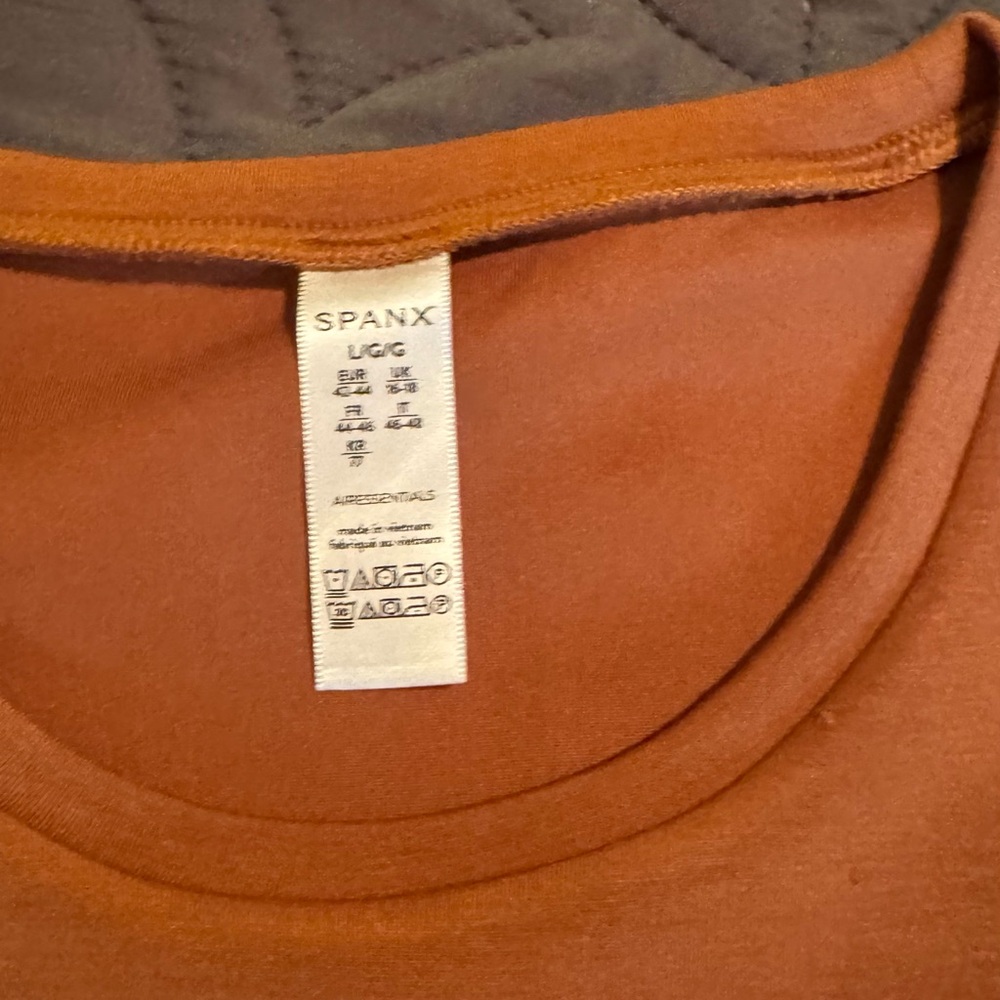 SPANX
L/G/G
EUR UK
42-44 16-18
FR IT
44-46 46-48
KR
77
AIRESSENTIALS
made in vietnam
fabriqué au vietnam